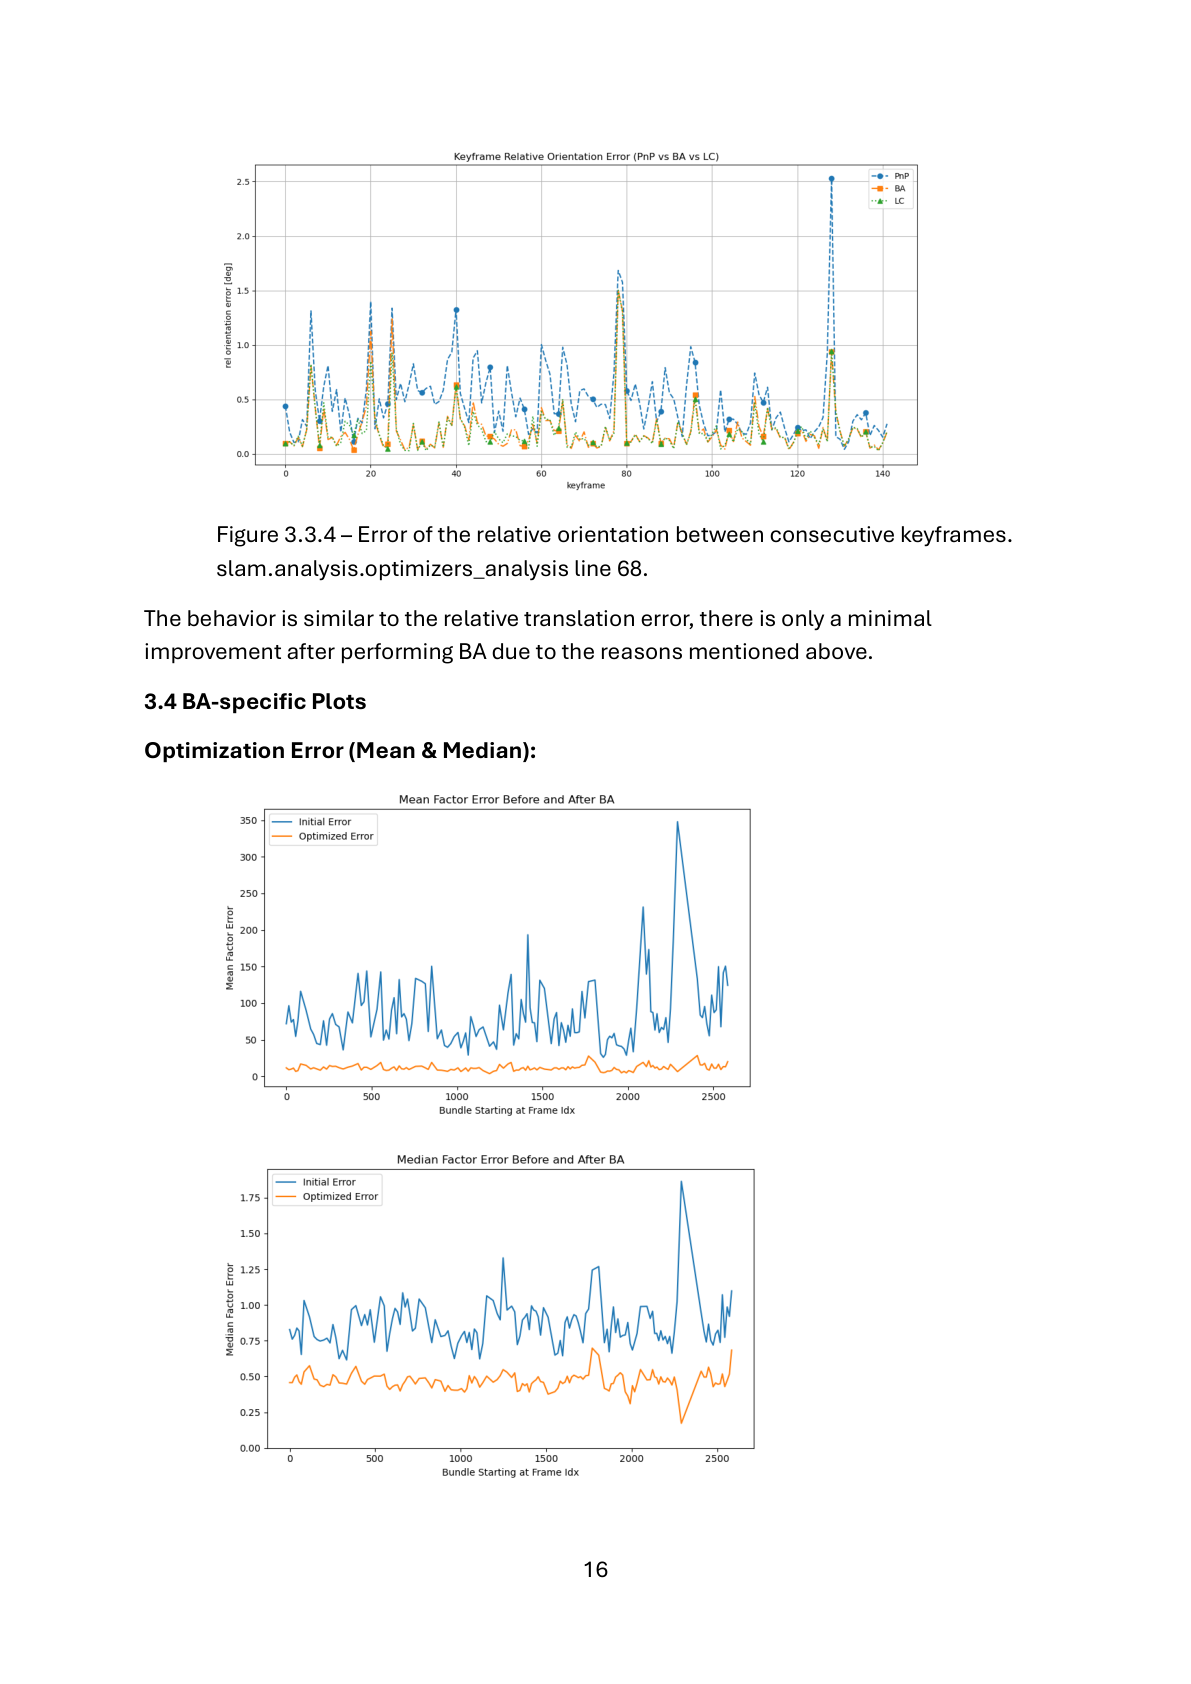 Keyframe Relative Orientation Error (PnP vs BA vs LC)
PnP
BA
LC
2.5
2.0
1.5
1.0
0.5
0.0
rel orientation error [deg]
0 20 40 60 80 100 120 140
keyframe
Figure 3.3.4 – Error of the relative orientation between consecutive keyframes.
slam.analysis.optimizers_analysis line 68.
The behavior is similar to the relative translation error, there is only a minimal
improvement after performing BA due to the reasons mentioned above.
3.4 BA-specific Plots
Optimization Error (Mean & Median):
Mean Factor Error Before and After BA
Initial Error
Optimized Error
350
300
250
200
150
100
50
0
Mean Factor Error
0 500 1000 1500 2000 2500
Bundle Starting at Frame Idx
Median Factor Error Before and After BA
Initial Error
Optimized Error
1.75
1.50
1.25
1.00
0.75
0.50
0.25
0.00
Median Factor Error
0 500 1000 1500 2000 2500
Bundle Starting at Frame Idx
16